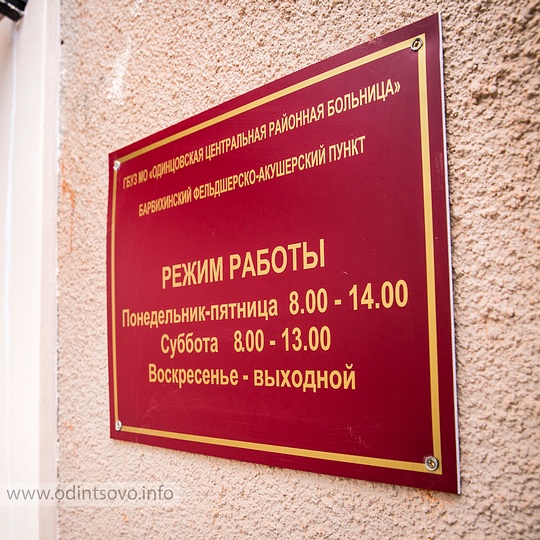 ГБУЗ МО «ОДИНЦОВСКАЯ ЦЕНТРАЛЬНАЯ РАЙОННАЯ БОЛЬНИЦА»
БАРВИХИНСКИЙ ФЕЛЬДШЕРСКО-АКУШЕРСКИЙ ПУНКТ
РЕЖИМ РАБОТЫ
Понедельник-пятница 8.00 - 14.00
Суббота 8.00 - 13.00
Воскресенье - выходной
www.odintsovo.info